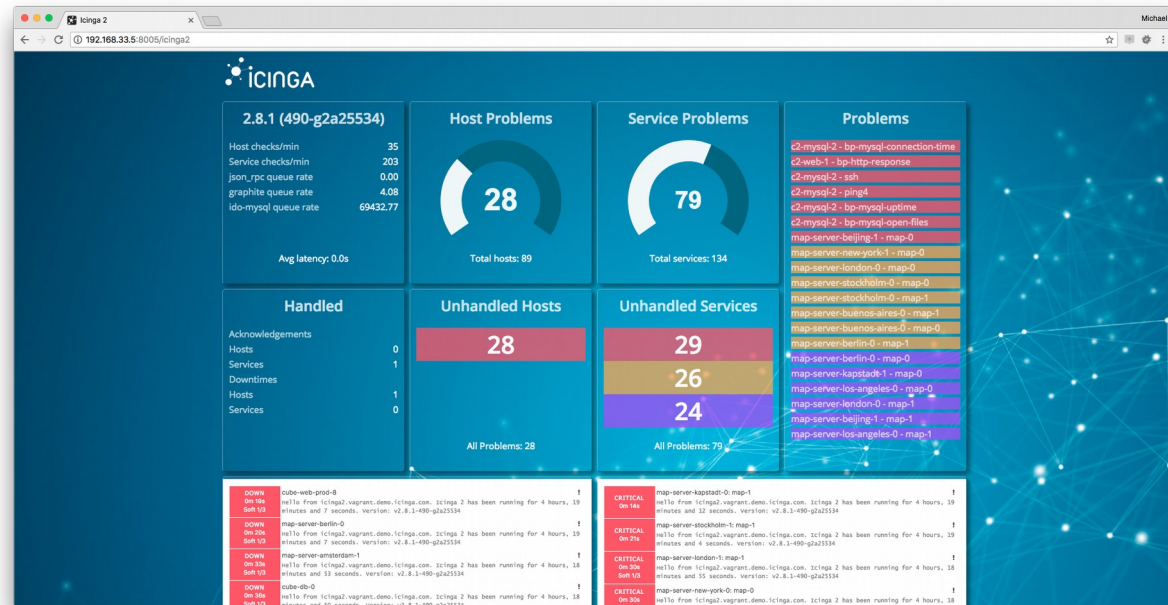 Icinga 2
Michael
192.168.33.5:8005/icinga2
ICINGA
2.8.1 (490-g2a25534)
Host checks/min 35
Service checks/min 203
json_rpc queue rate 0.00
graphite queue rate 4.08
ido-mysql queue rate 69432.77
Avg latency: 0.0s
Host Problems
28
Total hosts: 89
Service Problems
79
Total services: 134
Problems
c2-mysql-2 - bp-mysql-connection-time
c2-web-1 - bp-http-response
c2-mysql-2 - ssh
c2-mysql-2 - ping4
c2-mysql-2 - bp-mysql-uptime
c2-mysql-2 - bp-mysql-open-files
map-server-beijing-1 - map-0
map-server-new-york-1 - map-0
map-server-london-0 - map-0
map-server-stockholm-0 - map-0
map-server-stockholm-0 - map-1
map-server-buenos-aires-0 - map-1
map-server-buenos-aires-0 - map-0
map-server-berlin-0 - map-1
map-server-berlin-0 - map-0
map-server-kapstadt-1 - map-0
map-server-los-angeles-0 - map-0
map-server-london-0 - map-1
map-server-beijing-1 - map-1
map-server-los-angeles-0 - map-1
Handled
Acknowledgements
Hosts 0
Services 1
Downtimes
Hosts 1
Services 0
Unhandled Hosts
28
All Problems: 28
Unhandled Services
29
26
24
All Problems: 79
DOWN
0m 19s
Soft 1/3
cube-web-prod-8 !
Hello from icinga2.vagrant.demo.icinga.com. Icinga 2 has been running for 4 hours, 19
minutes and 7 seconds. Version: v2.8.1-490-g2a25534
DOWN
0m 20s
Soft 1/3
map-server-berlin-0 !
Hello from icinga2.vagrant.demo.icinga.com. Icinga 2 has been running for 4 hours, 19
minutes and 7 seconds. Version: v2.8.1-490-g2a25534
DOWN
0m 33s
Soft 1/3
map-server-amsterdam-1 !
Hello from icinga2.vagrant.demo.icinga.com. Icinga 2 has been running for 4 hours, 18
minutes and 53 seconds. Version: v2.8.1-490-g2a25534
DOWN
0m 36s
Soft 1/3
cube-db-0 !
Hello from icinga2.vagrant.demo.icinga.com. Icinga 2 has been running for 4 hours, 18
CRITICAL
0m 14s
map-server-kapstadt-0: map-1 !
Hello from icinga2.vagrant.demo.icinga.com. Icinga 2 has been running for 4 hours, 19
minutes and 12 seconds. Version: v2.8.1-490-g2a25534
CRITICAL
0m 21s
map-server-stockholm-1: map-1 !
Hello from icinga2.vagrant.demo.icinga.com. Icinga 2 has been running for 4 hours, 19
minutes and 4 seconds. Version: v2.8.1-490-g2a25534
CRITICAL
0m 30s
Soft 1/3
map-server-london-1: map-1 !
Hello from icinga2.vagrant.demo.icinga.com. Icinga 2 has been running for 4 hours, 18
minutes and 55 seconds. Version: v2.8.1-490-g2a25534
CRITICAL
0m 30s
map-server-new-york-0: map-0 !
Hello from icinga2.vagrant.demo.icinga.com. Icinga 2 has been running for 4 hours, 18